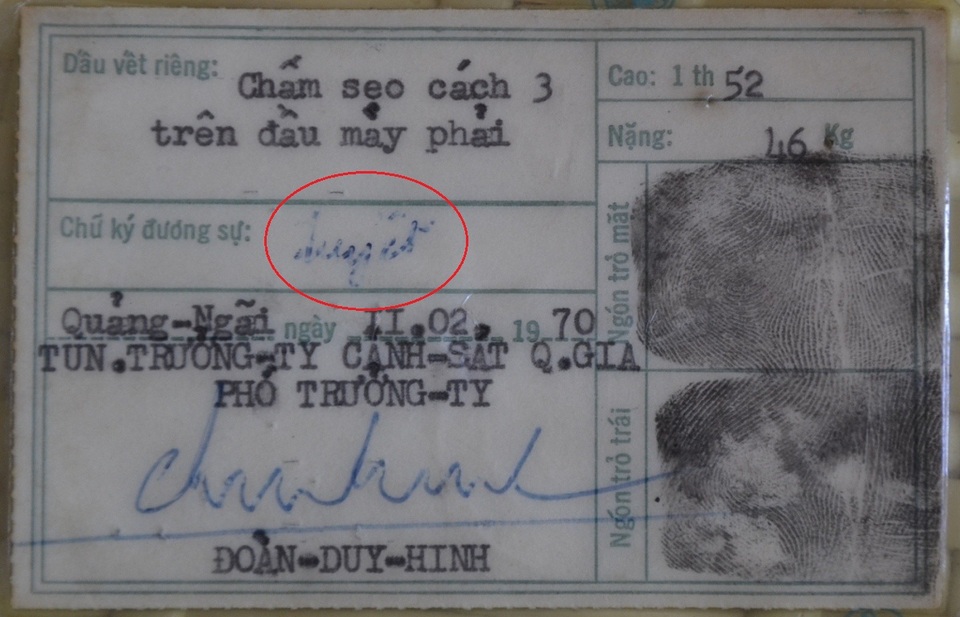 Dấu vết riêng: Chấm sẹo cách 3
trên đầu mày phải
Cao: 1 th 52
Nặng: 46 Kg
Chữ ký đương sự:
Quảng-Ngãi ngày 11.02. 19 70
TUN.TRƯỞNG-TY CẢNH-SÁT Q.GIA
PHÓ TRƯỞNG-TY
ĐOÀN-DUY-HINH
Ngón trỏ mặt
Ngón trỏ trái